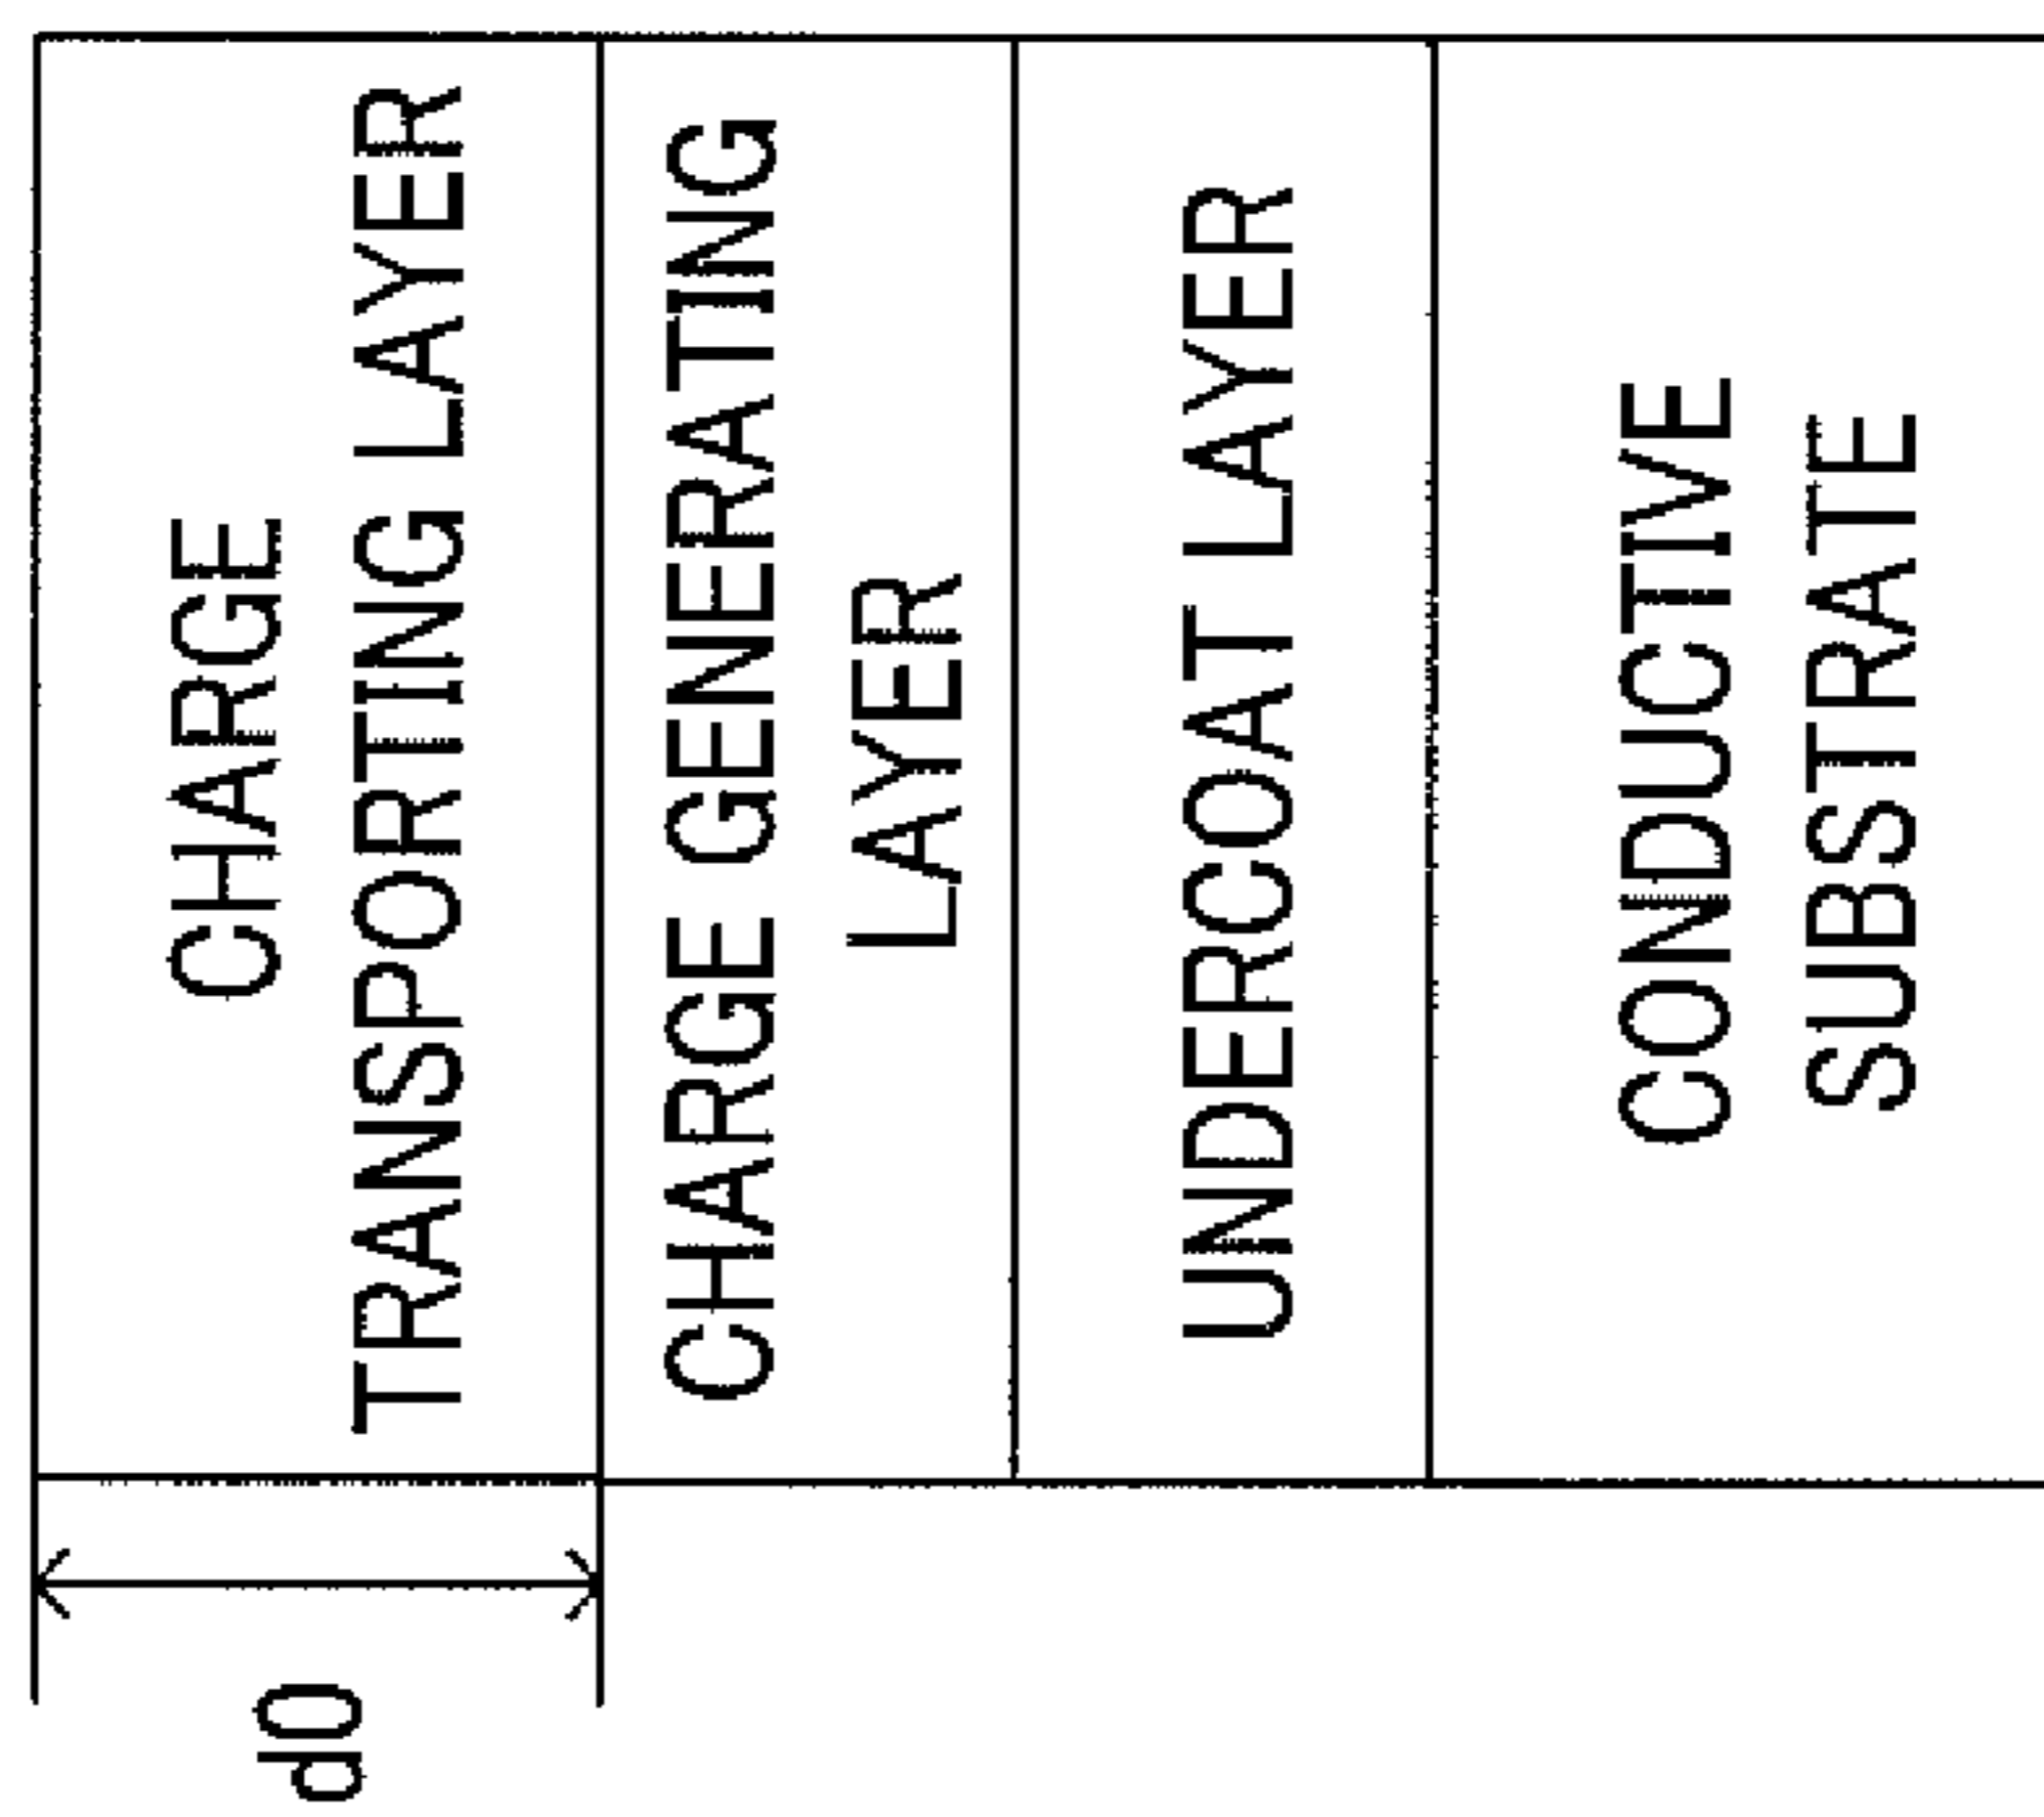 CHARGE
TRANSPORTING LAYER
CHARGE GENERATING
LAYER
UNDERCOAT LAYER
CONDUCTIVE
SUBSTRATE
d0